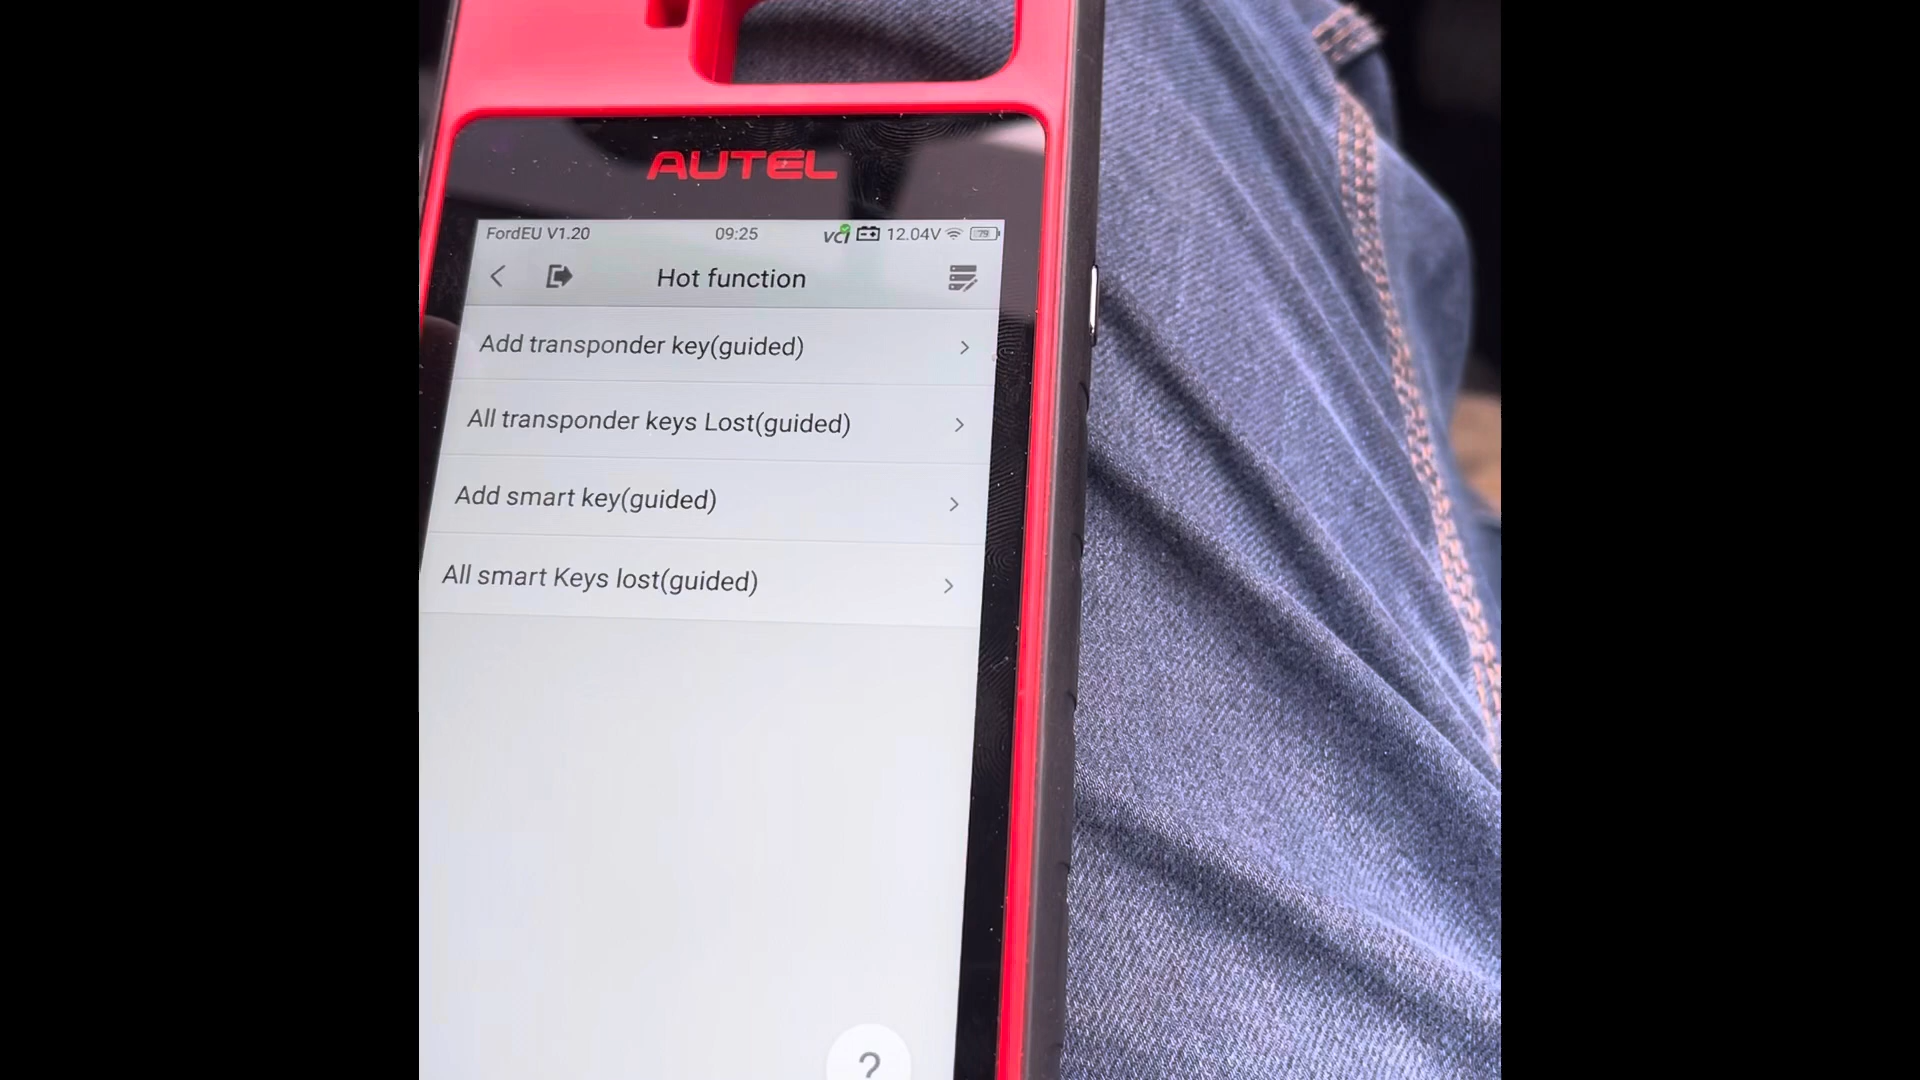 AUTEL
FordEU V1.20 09:25 VCI 12.04V 79
Hot function
Add transponder key(guided)
All transponder keys Lost(guided)
Add smart key(guided)
All smart Keys lost(guided)
?